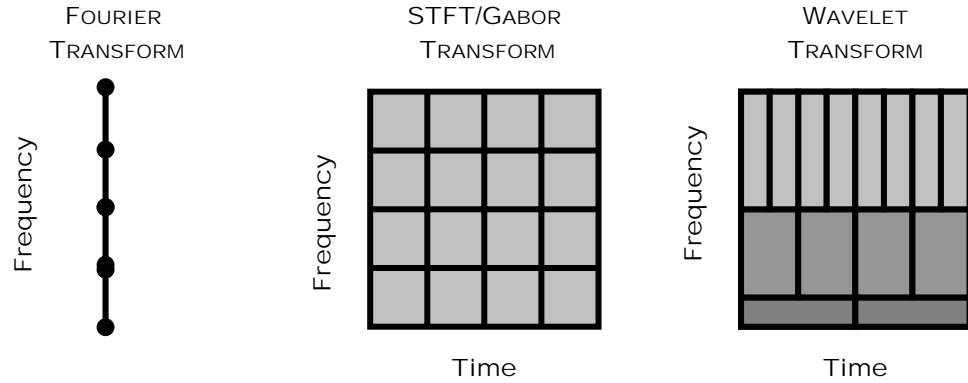 FOURIER
TRANSFORM
Frequency
STFT/GABOR
TRANSFORM
Frequency
Time
WAVELET
TRANSFORM
Frequency
Time